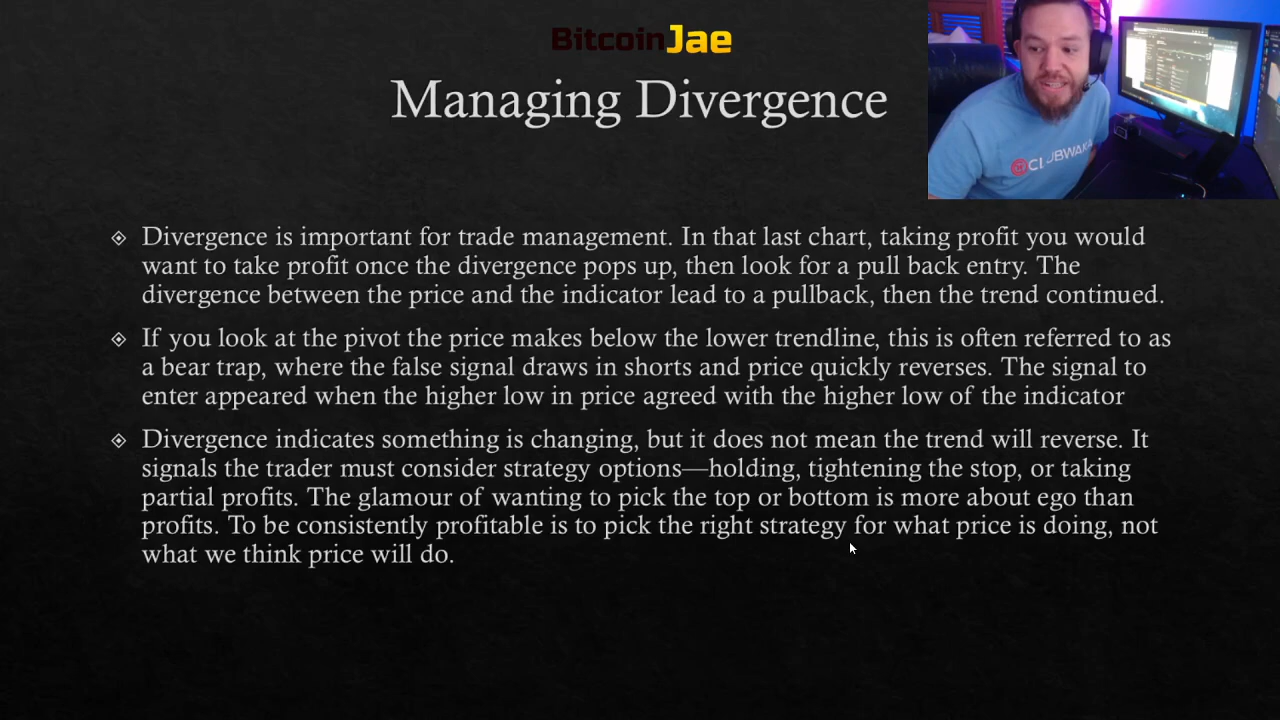 BitcoinJae
Managing Divergence
CLUBWAKA
Divergence is important for trade management. In that last chart, taking profit you would
want to take profit once the divergence pops up, then look for a pull back entry. The
divergence between the price and the indicator lead to a pullback, then the trend continued.
If you look at the pivot the price makes below the lower trendline, this is often referred to as
a bear trap, where the false signal draws in shorts and price quickly reverses. The signal to
enter appeared when the higher low in price agreed with the higher low of the indicator
Divergence indicates something is changing, but it does not mean the trend will reverse. It
signals the trader must consider strategy options—holding, tightening the stop, or taking
partial profits. The glamour of wanting to pick the top or bottom is more about ego than
profits. To be consistently profitable is to pick the right strategy for what price is doing, not
what we think price will do.